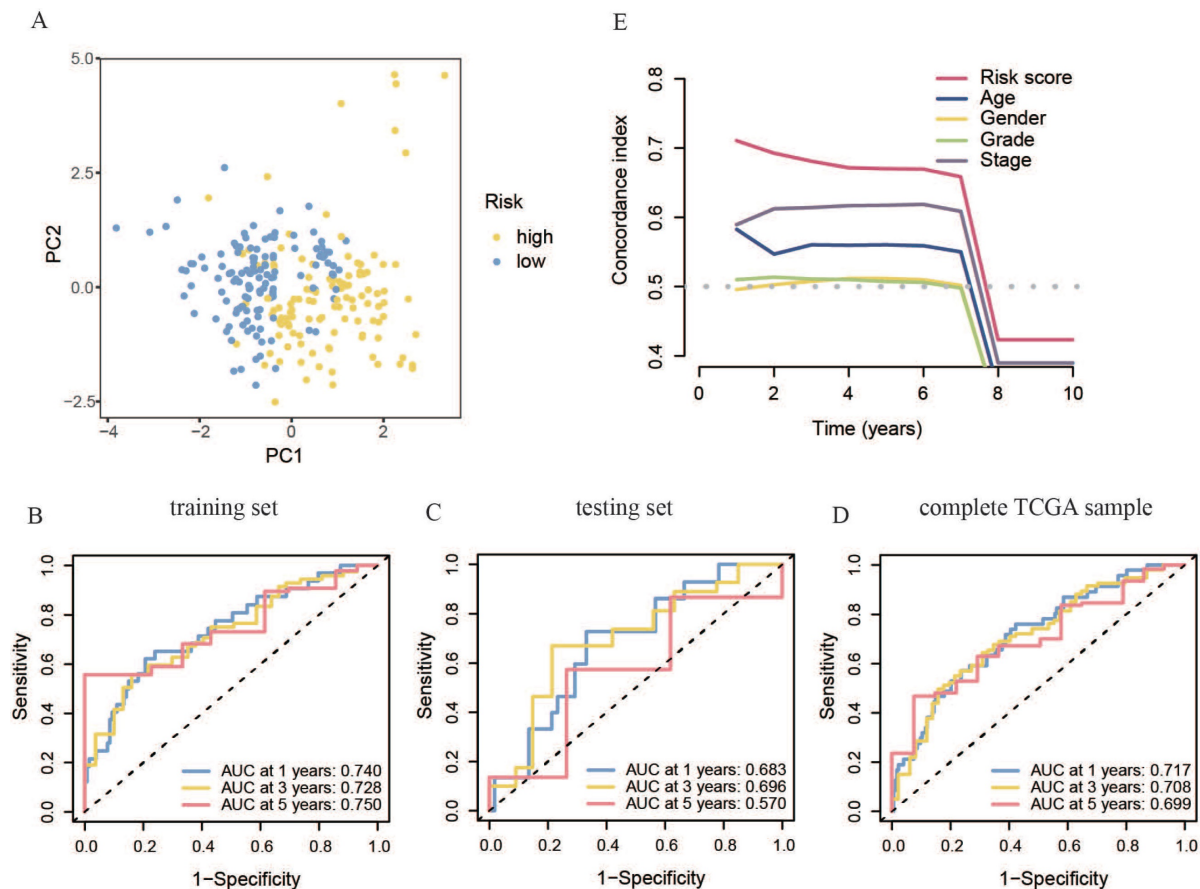 A
5.0
2.5
0.0
−2.5
PC2
−4
−2
0
2
PC1
Risk
high
low
E
0.8
0.7
0.6
0.5
0.4
Concordance index
Risk score
Age
Gender
Grade
Stage
0
2
4
6
8
10
Time (years)
B
training set
1.0
0.8
0.6
0.4
0.2
0.0
Sensitivity
AUC at 1 years: 0.740
AUC at 3 years: 0.728
AUC at 5 years: 0.750
0.0 0.2 0.4 0.6 0.8 1.0
1-Specificity
C
testing set
1.0
0.8
0.6
0.4
0.2
0.0
Sensitivity
AUC at 1 years: 0.683
AUC at 3 years: 0.696
AUC at 5 years: 0.570
0.0 0.2 0.4 0.6 0.8 1.0
1-Specificity
D
complete TCGA sample
1.0
0.8
0.6
0.4
0.2
0.0
Sensitivity
AUC at 1 years: 0.717
AUC at 3 years: 0.708
AUC at 5 years: 0.699
0.0 0.2 0.4 0.6 0.8 1.0
1-Specificity